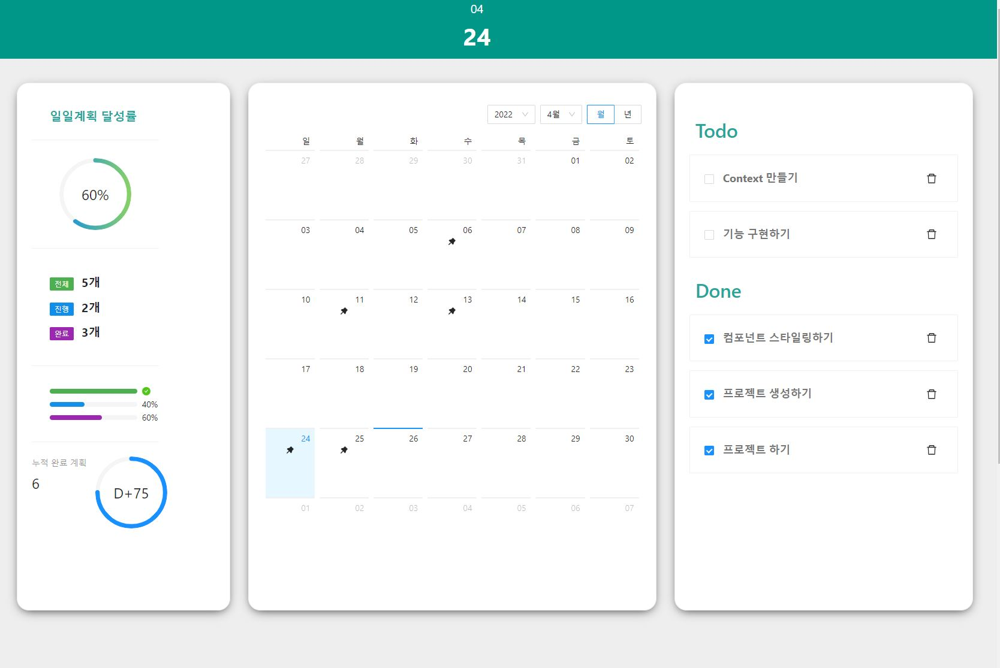 04
24
일일계획 달성률
60%
전체 5개
진행 2개
완료 3개
40%
60%
누적 완료 계획
6
D+75
2022 4월 월 년
일 월 화 수 목 금 토
27 28 29 30 31 01 02
03 04 05 06 07 08 09
10 11 12 13 14 15 16
17 18 19 20 21 22 23
24 25 26 27 28 29 30
01 02 03 04 05 06 07
Todo
Context 만들기
기능 구현하기
Done
컴포넌트 스타일링하기
프로젝트 생성하기
프로젝트 하기